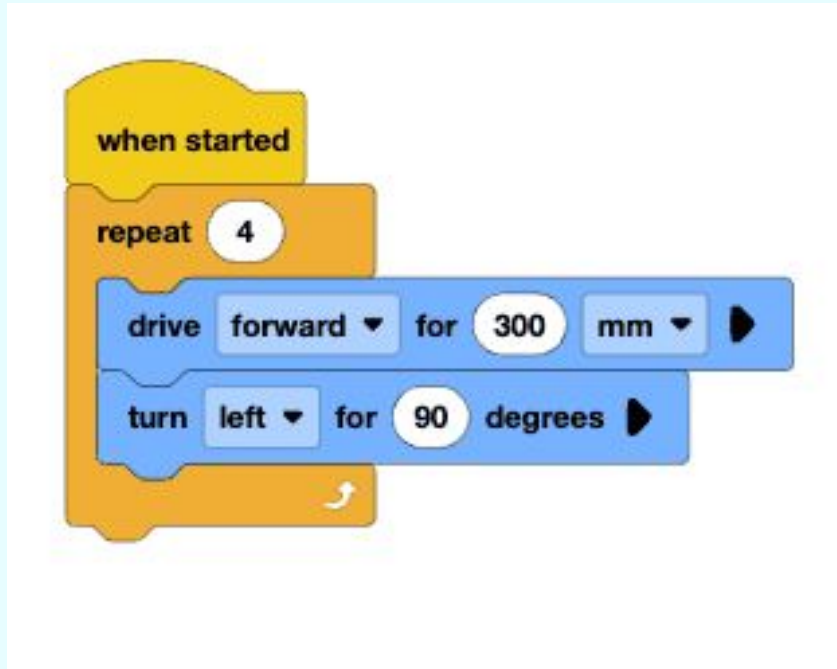 when started
repeat 4
drive forward for 300 mm
turn left for 90 degrees